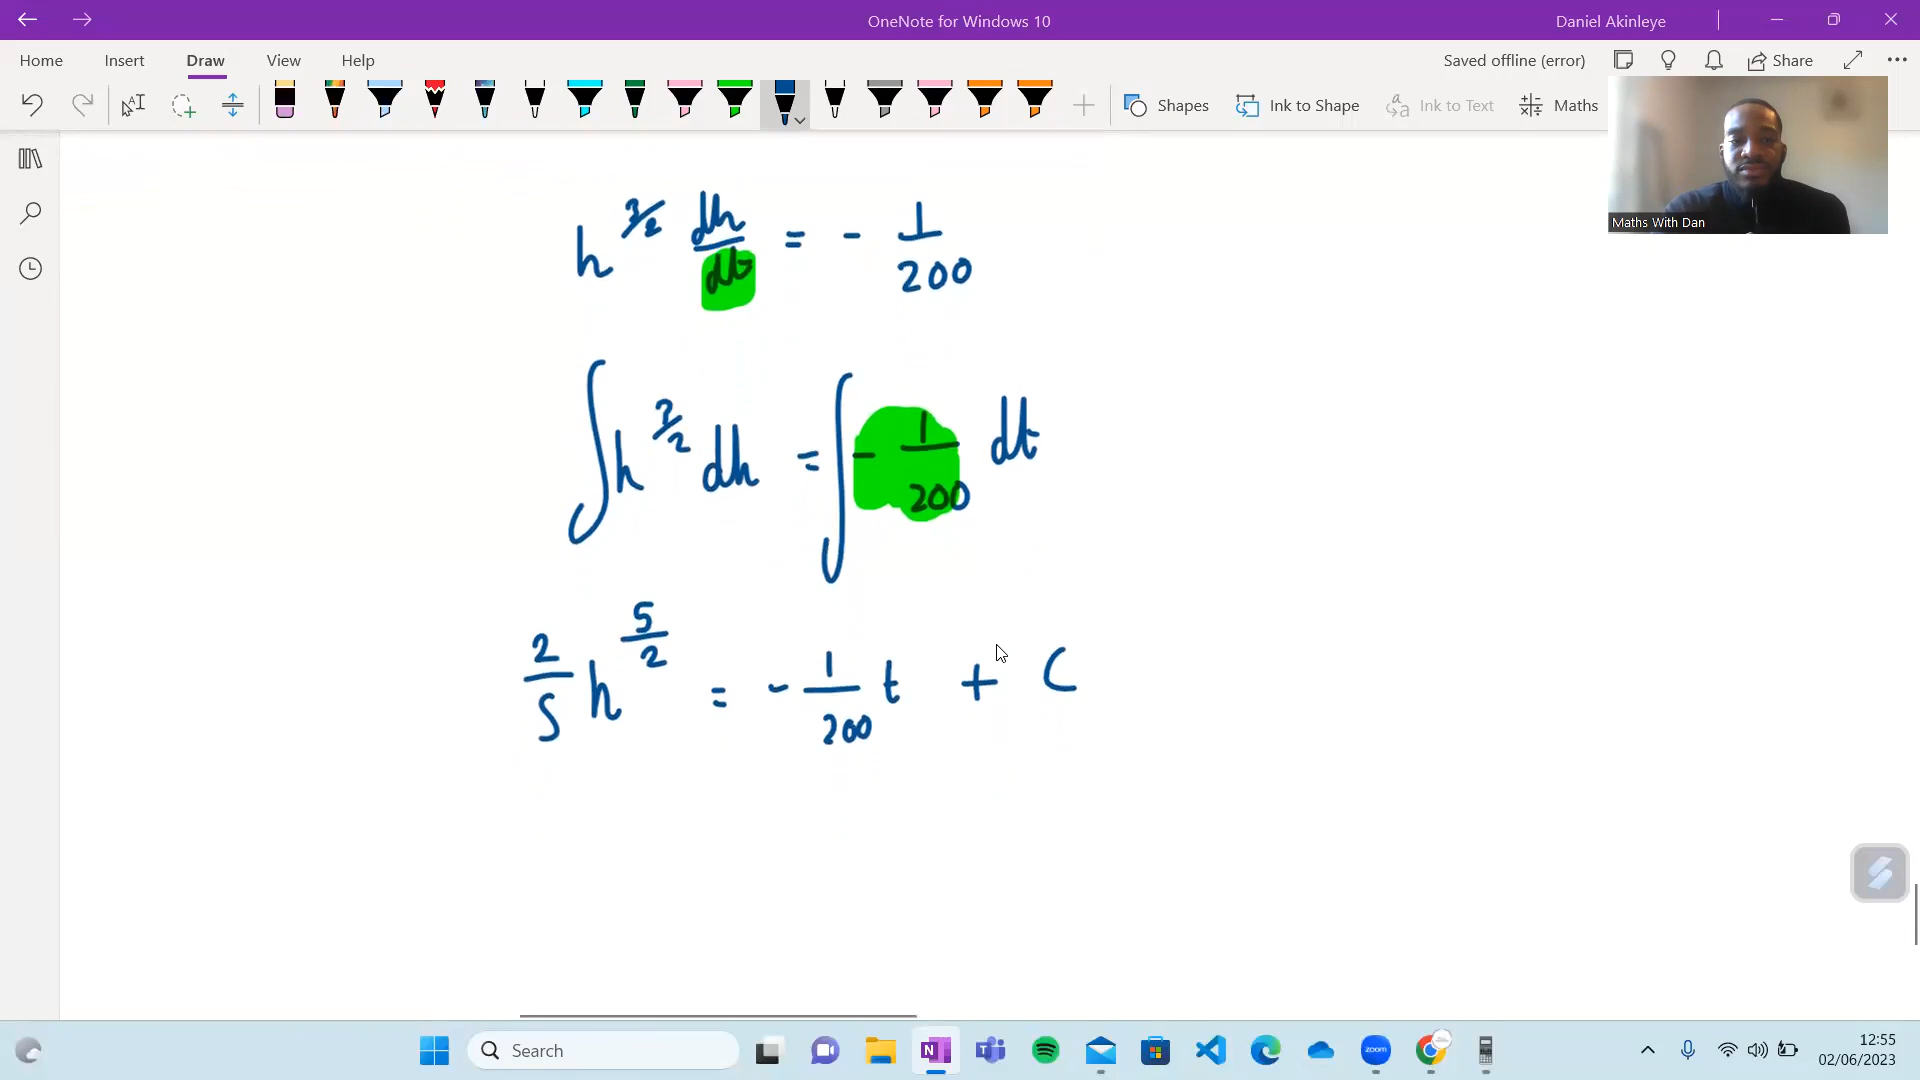 OneNote for Windows 10
Daniel Akinleye
Home Insert Draw View Help
Saved offline (error)
Share
Shapes Ink to Shape Ink to Text Maths
Maths With Dan
h^{3/2} dh/dt = - 1/200
∫ h^{3/2} dh = ∫ - 1/200 dt
2/5 h^{5/2} = - 1/200 t + C
Search
zoom
12:55
02/06/2023